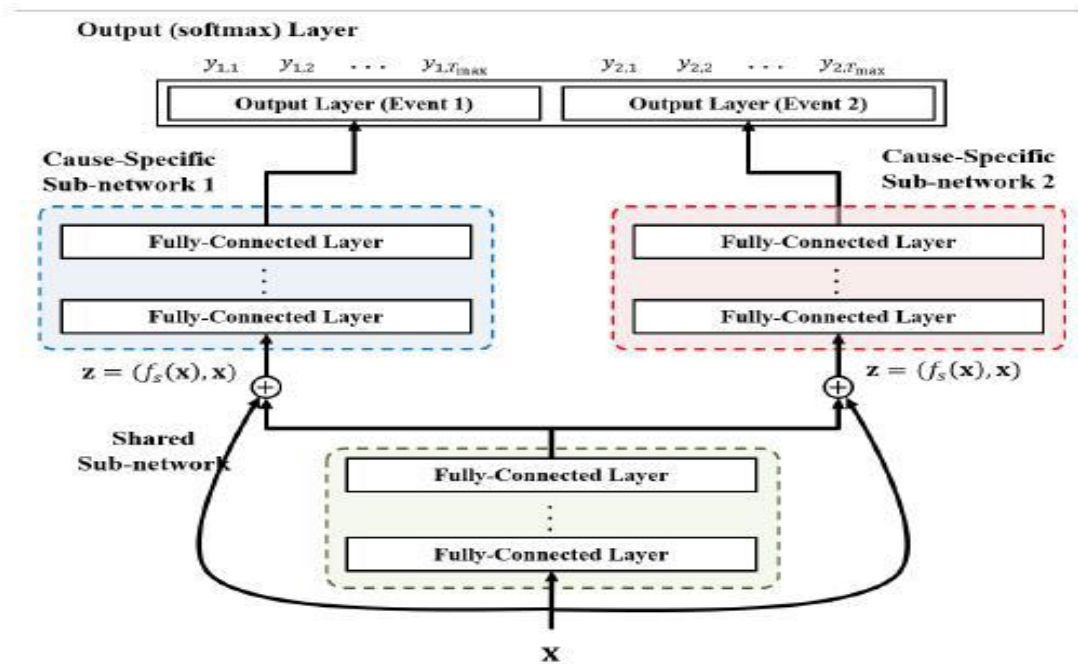 Output (softmax) Layer
y1,1 y1,2 ... y1,Tmax y2,1 y2,2 ... y2,Tmax
Output Layer (Event 1) Output Layer (Event 2)
Cause-Specific
Sub-network 1
Cause-Specific
Sub-network 2
Fully-Connected Layer
Fully-Connected Layer
Fully-Connected Layer
Fully-Connected Layer
z = (fs(x), x)
z = (fs(x), x)
Shared
Sub-network
Fully-Connected Layer
Fully-Connected Layer
x